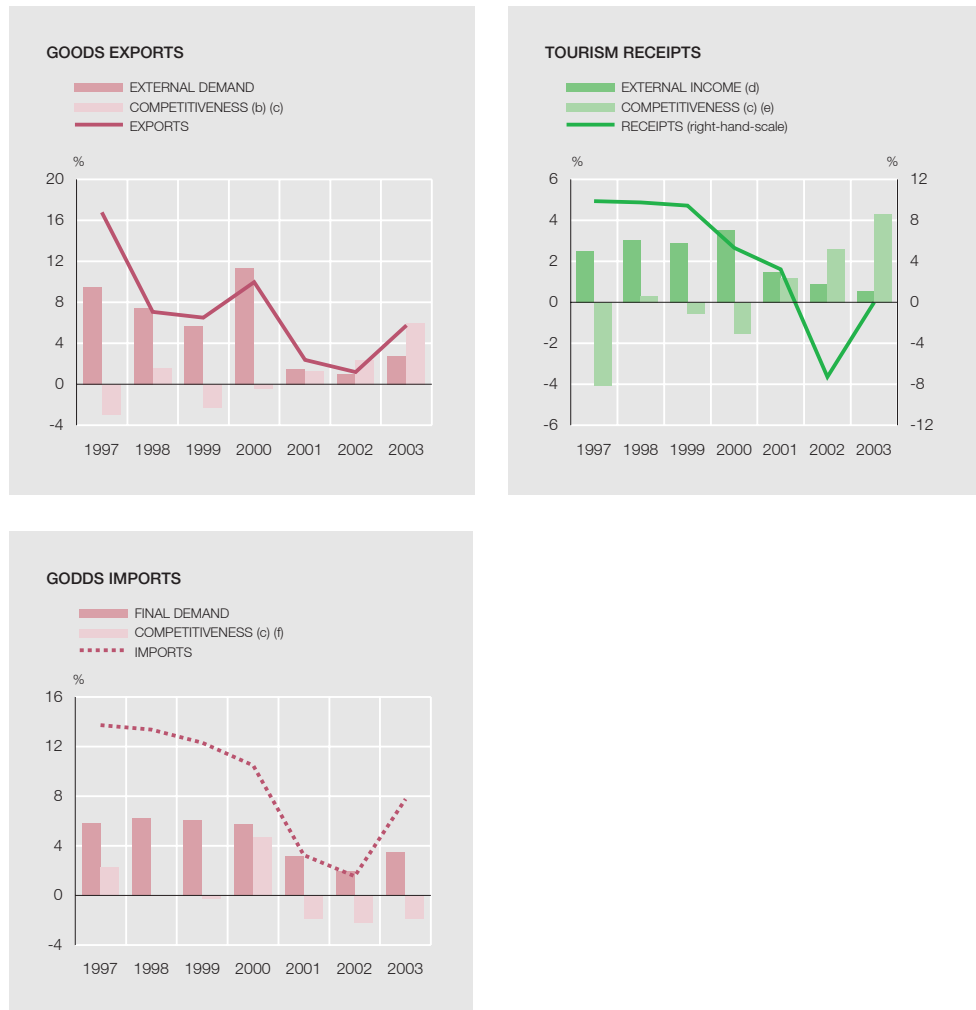 GOODS EXPORTS
EXTERNAL DEMAND
COMPETITIVENESS (b) (c)
EXPORTS
%
20
16
12
8
4
0
-4
1997 1998 1999 2000 2001 2002 2003
TOURISM RECEIPTS
EXTERNAL INCOME (d)
COMPETITIVENESS (c) (e)
RECEIPTS (right-hand-scale)
% %
6 12
4 8
2 4
0 0
-2 -4
-4 -8
-6 -12
1997 1998 1999 2000 2001 2002 2003
GODDS IMPORTS
FINAL DEMAND
COMPETITIVENESS (c) (f)
IMPORTS
%
16
12
8
4
0
-4
1997 1998 1999 2000 2001 2002 2003